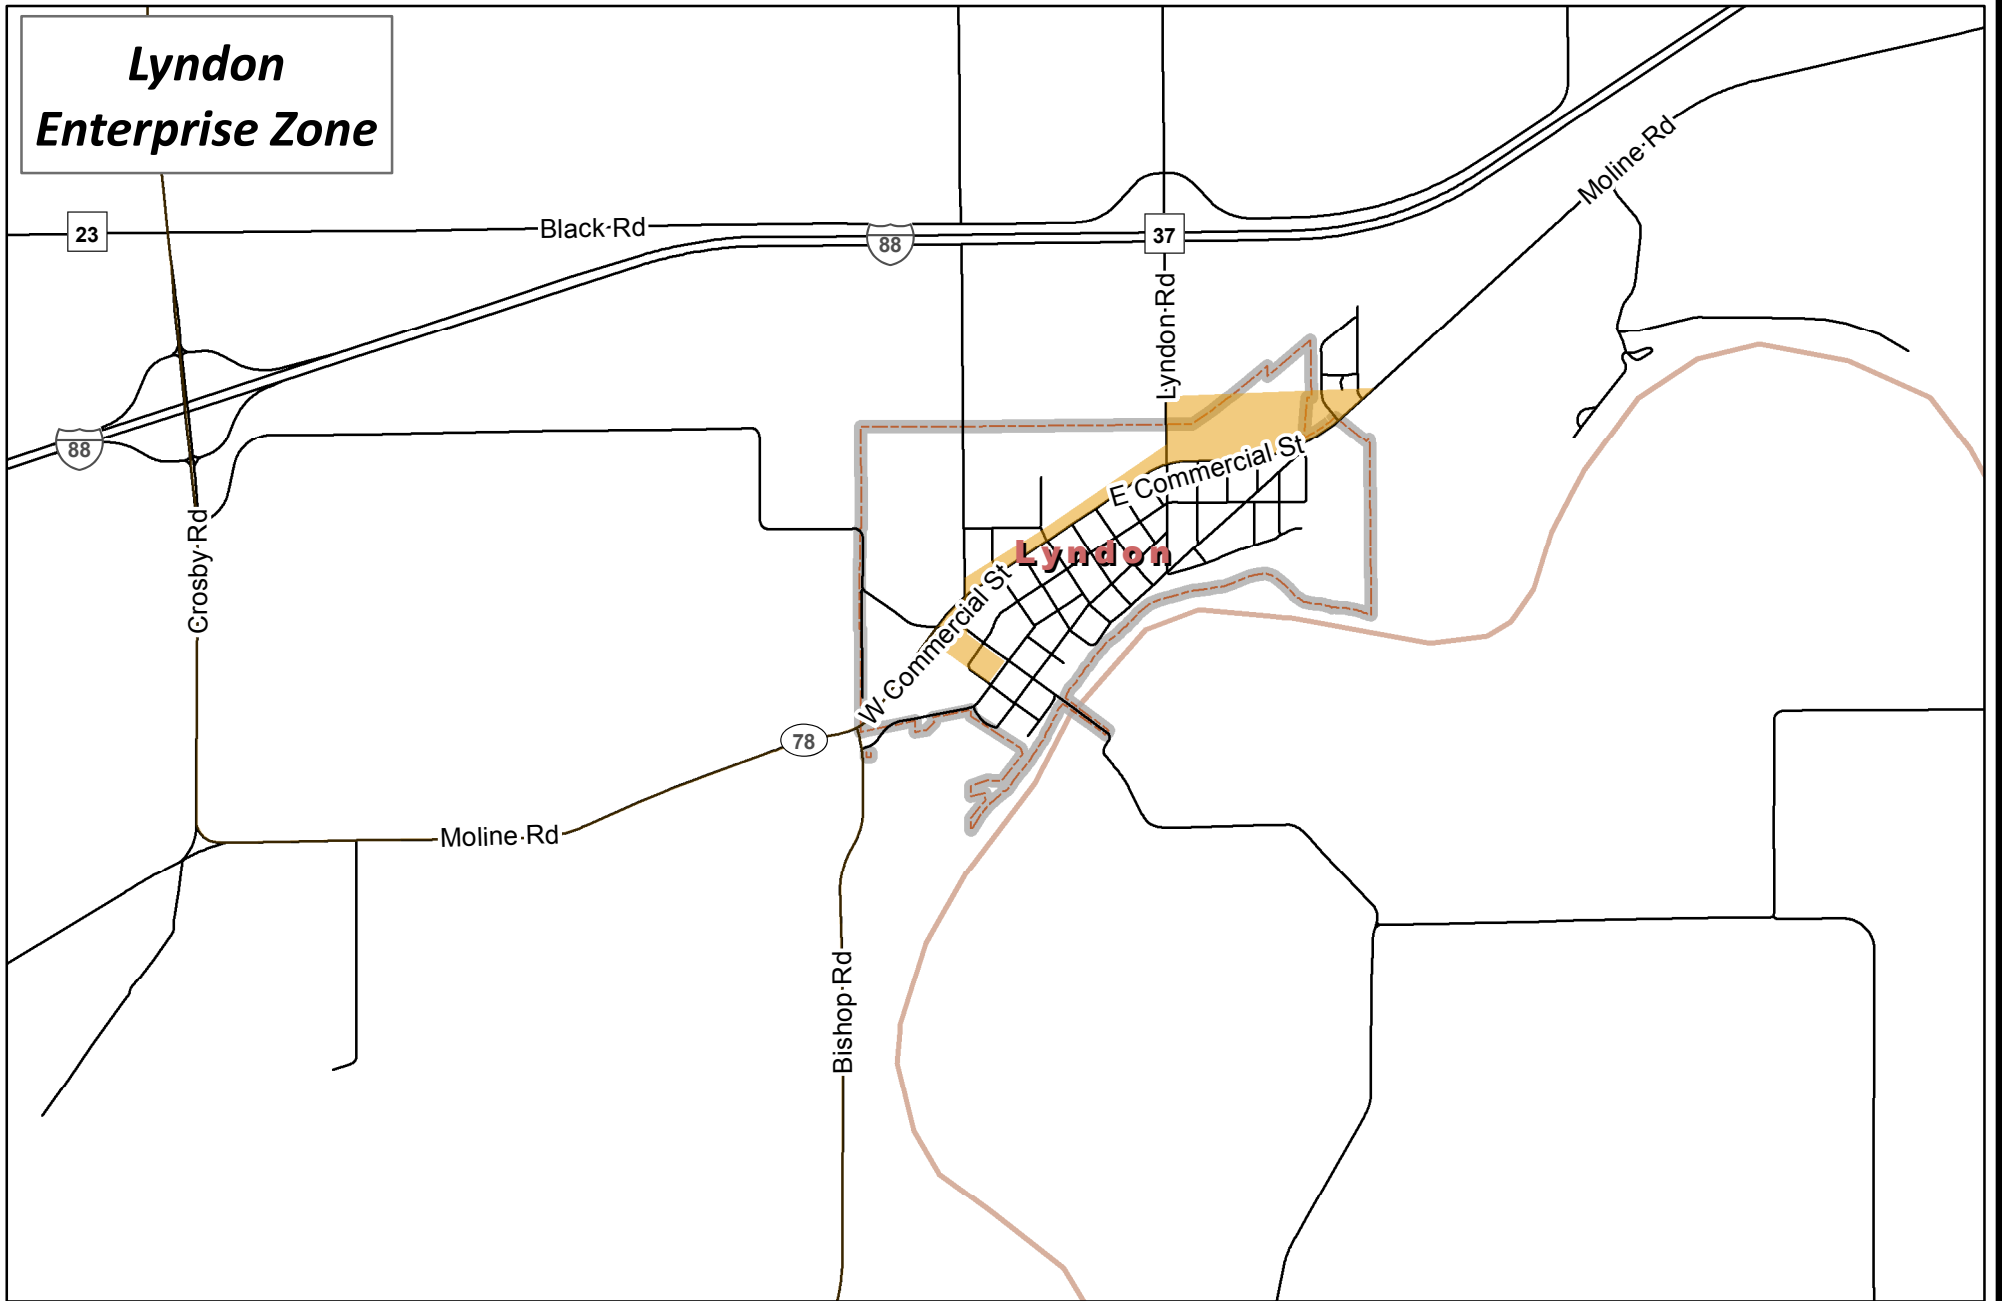 Lyndon
Enterprise Zone
23
Black Rd
88
37
Moline Rd
Lyndon Rd
88
E Commercial St
Crosby Rd
Lyndon
W Commercial St
78
Moline Rd
Bishop Rd